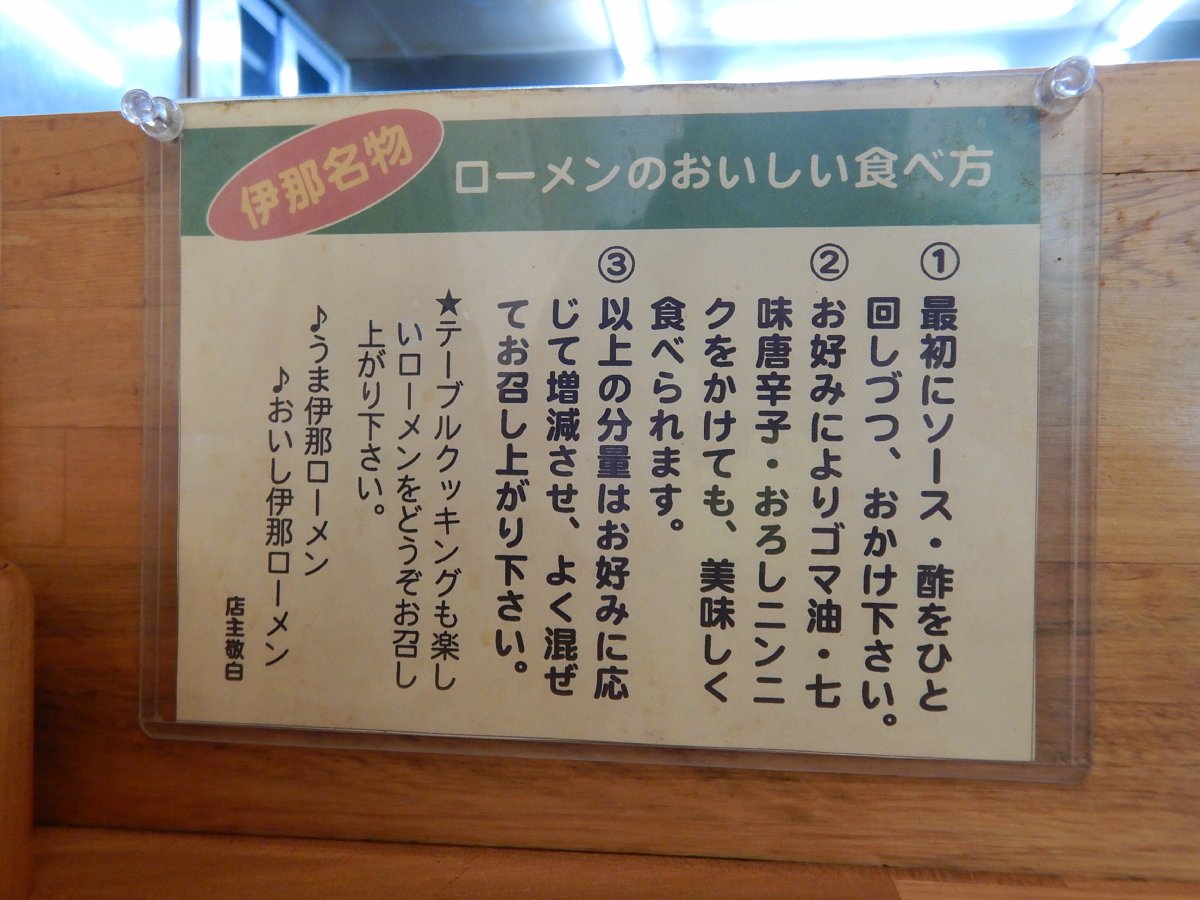 伊那名物
ローメンのおいしい食べ方
① 最初にソース・酢をひと
回しづつ、おかけ下さい。
② お好みによりゴマ油・七
味唐辛子・おろしニンニ
クをかけても、美味しく
食べられます。
③ 以上の分量はお好みに応
じて増減させ、よく混ぜ
てお召し上がり下さい。
★テーブルクッキングも楽し
いローメンをどうぞお召し
上がり下さい。
♪うま伊那ローメン
♪おいし伊那ローメン
店主敬白